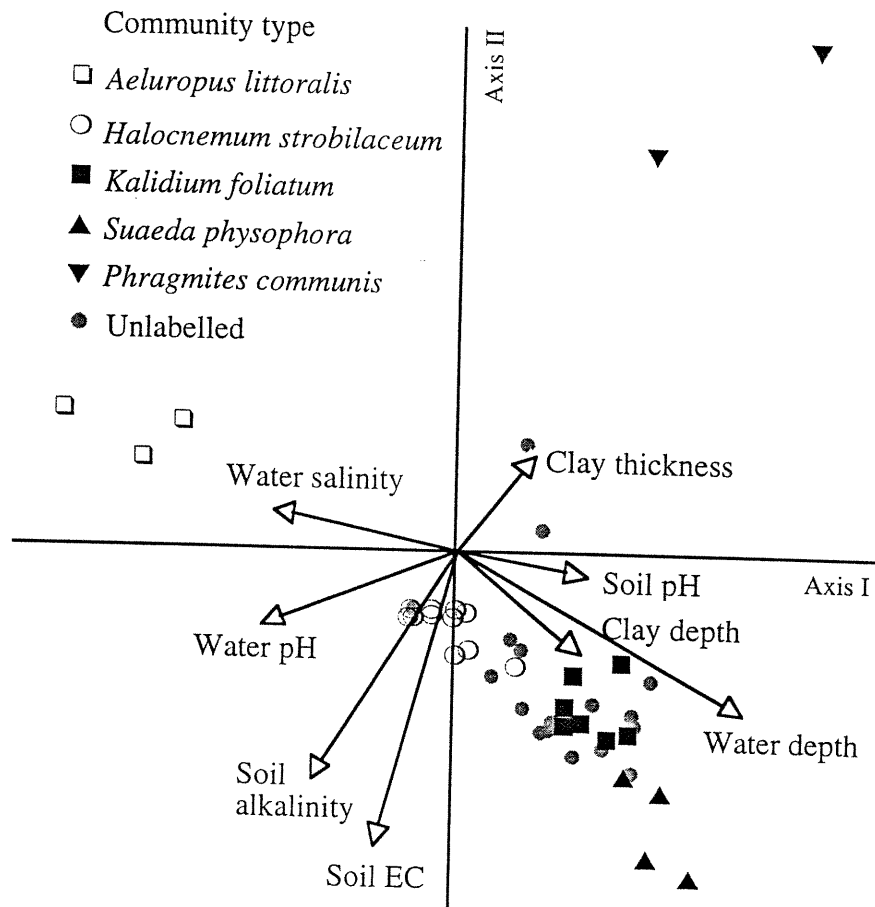 Community type
Aeluropus littoralis
Halocnemum strobilaceum
Kalidium foliatum
Suaeda physophora
Phragmites communis
Unlabelled
Axis II
Water salinity
Clay thickness
Soil pH
Axis I
Water pH
Clay depth
Water depth
Soil
alkalinity
Soil EC